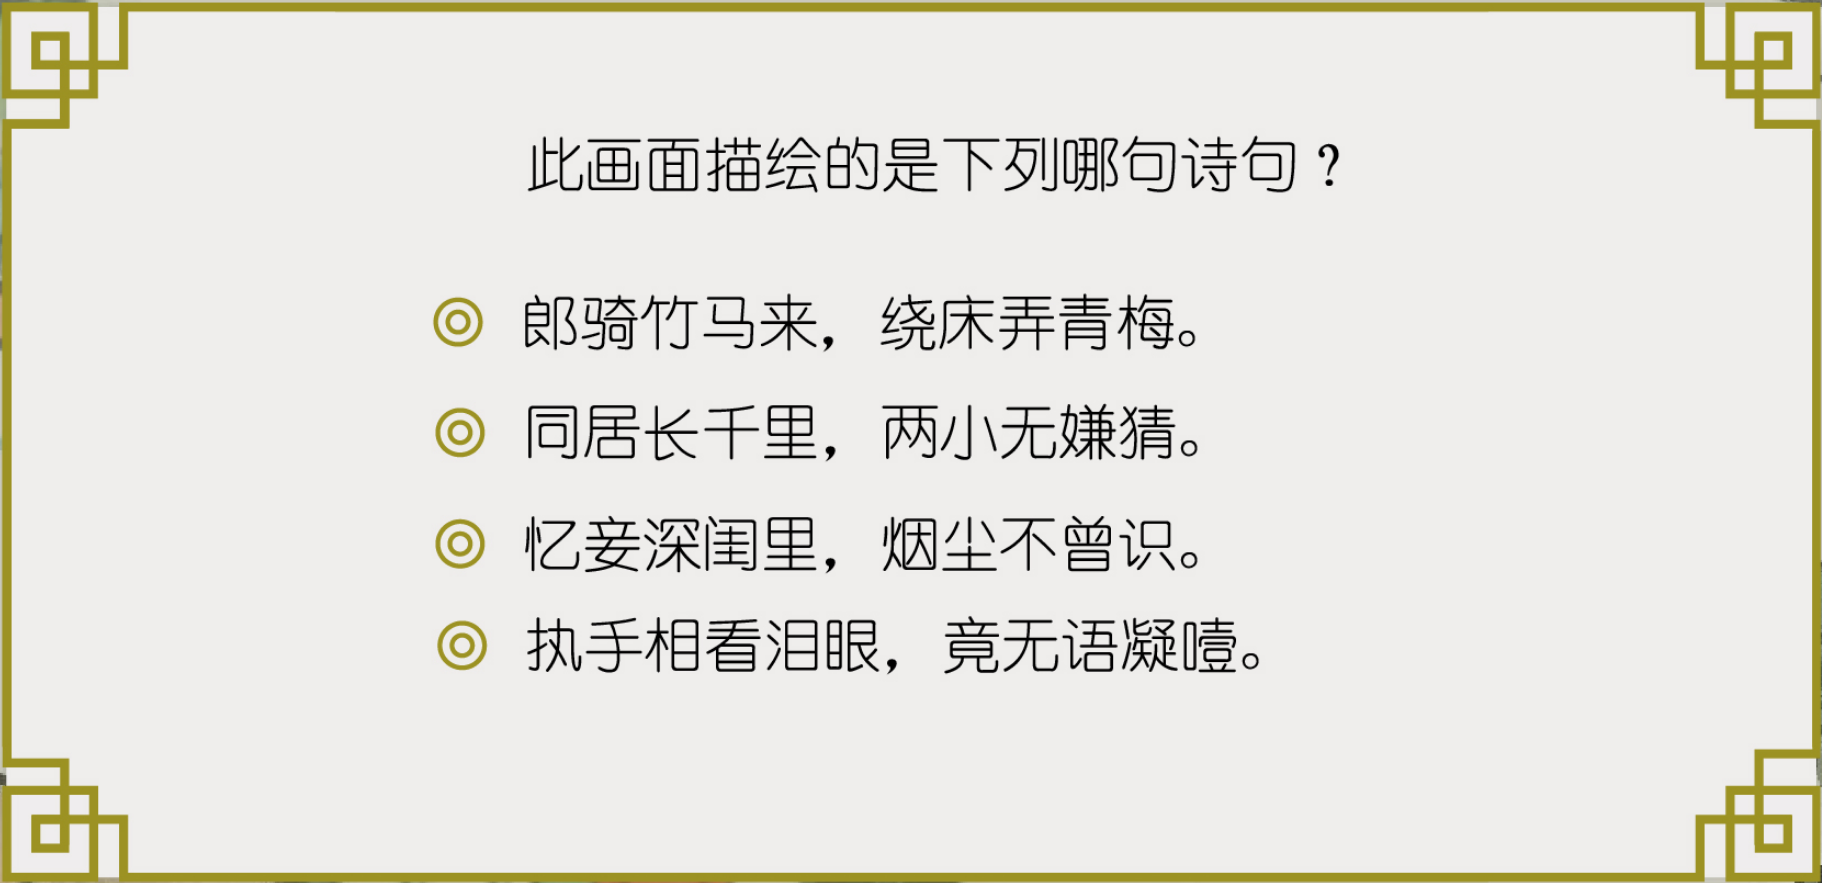 此画面描绘的是下列哪句诗句？
郎骑竹马来，绕床弄青梅。
同居长千里，两小无嫌猜。
忆妾深闺里，烟尘不曾识。
执手相看泪眼，竟无语凝噎。